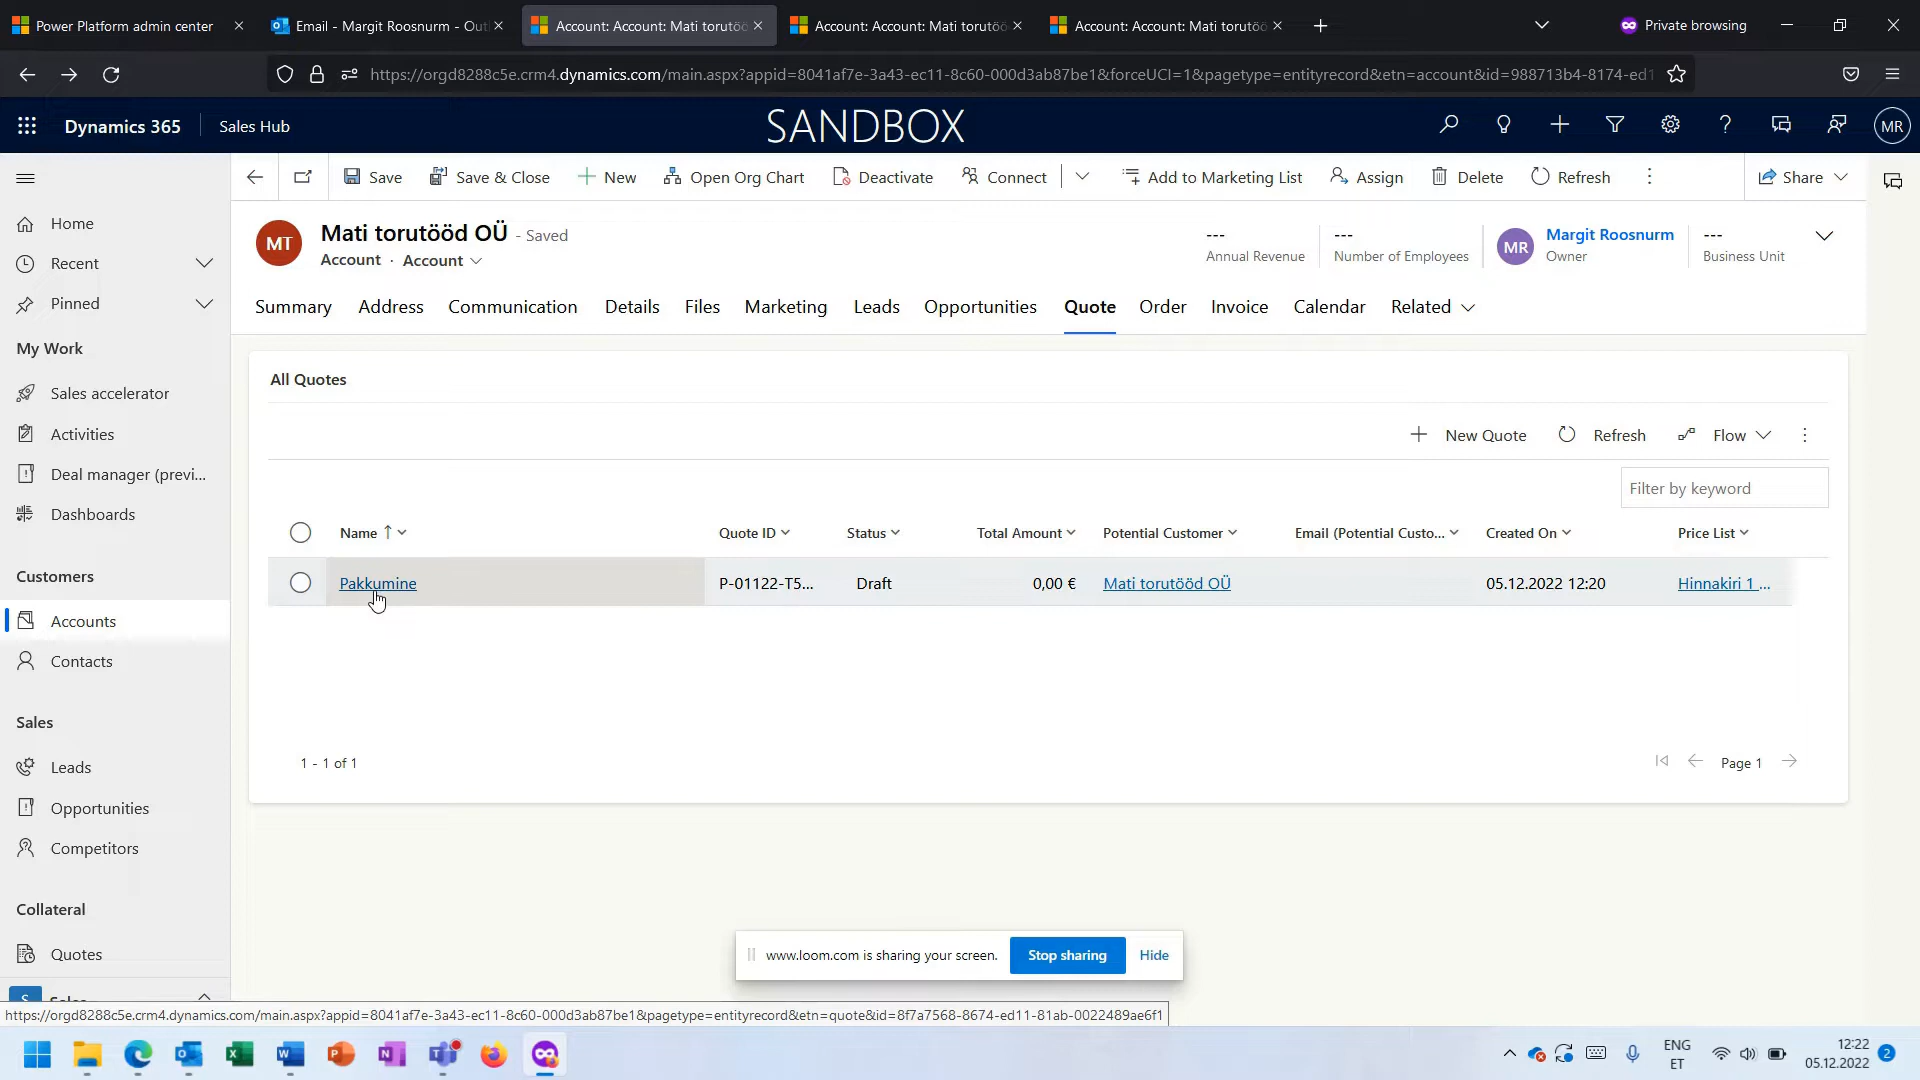 Power Platform admin center
Email - Margit Roosnurm - Out
Account: Account: Mati torutöö
Account: Account: Mati torutöö
Account: Account: Mati torutöö
Private browsing
https://orgd8288c5e.crm4.dynamics.com/main.aspx?appid=8041af7e-3a43-ec11-8c60-000d3ab87be1&forceUCI=1&pagetype=entityrecord&etn=account&id=988713b4-8174-ed1
Dynamics 365
Sales Hub
SANDBOX
MR
Save
Save & Close
New
Open Org Chart
Deactivate
Connect
Add to Marketing List
Assign
Delete
Refresh
Share
Home
Recent
Pinned
My Work
Sales accelerator
Activities
Deal manager (previ...
Dashboards
Customers
Accounts
Contacts
Sales
Leads
Opportunities
Competitors
Collateral
Quotes
S
MT
Mati torutööd OÜ - Saved
Account · Account
---
Annual Revenue
---
Number of Employees
MR
Margit Roosnurm
Owner
---
Business Unit
Summary Address Communication Details Files Marketing Leads Opportunities Quote Order Invoice Calendar Related
All Quotes
New Quote
Refresh
Flow
Filter by keyword
Name Quote ID Status Total Amount Potential Customer Email (Potential Custo... Created On Price List
Pakkumine P-01122-T5... Draft 0,00 € Mati torutööd OÜ 05.12.2022 12:20 Hinnakiri 1 ...
1 - 1 of 1
Page 1
www.loom.com is sharing your screen.
Stop sharing
Hide
https://orgd8288c5e.crm4.dynamics.com/main.aspx?appid=8041af7e-3a43-ec11-8c60-000d3ab87be1&pagetype=entityrecord&etn=quote&id=8f7a7568-8674-ed11-81ab-0022489ae6f1
ENG
ET
12:22
05.12.2022
2